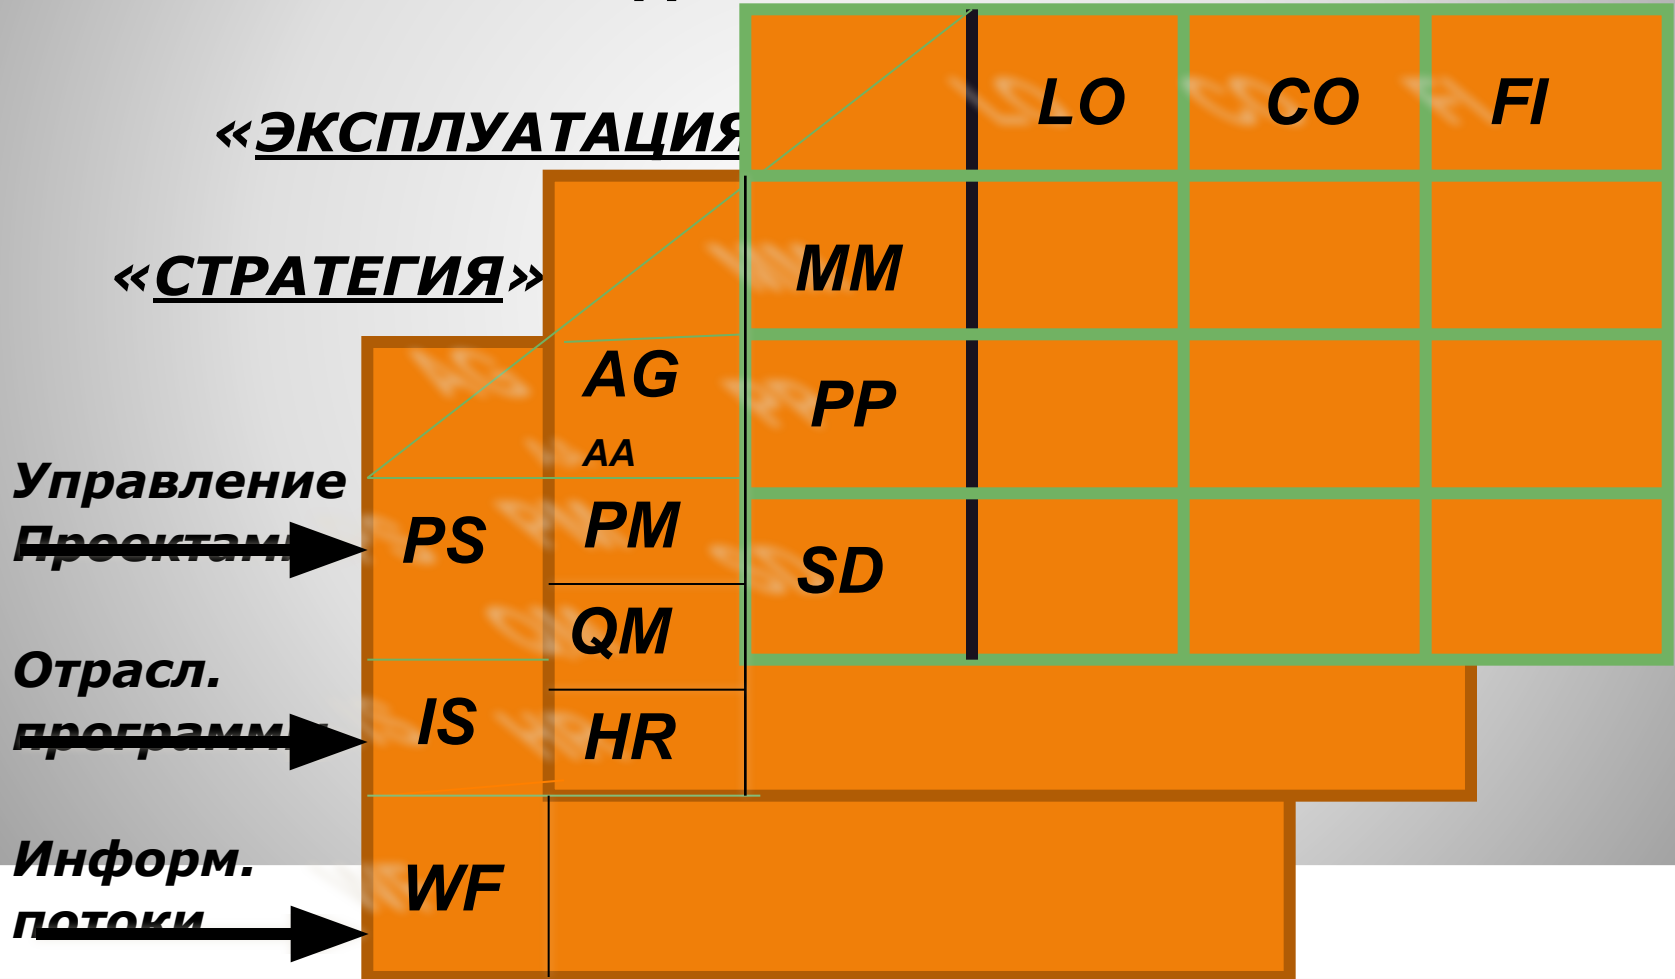 LO CO FI
«ЭКСПЛУАТАЦИЯ
MM
«СТРАТЕГИЯ»
AG
PP
AA
Управление
Проектами
PS
PM
SD
QM
Отрасл.
программы
IS
HR
Информ.
потоки
WF